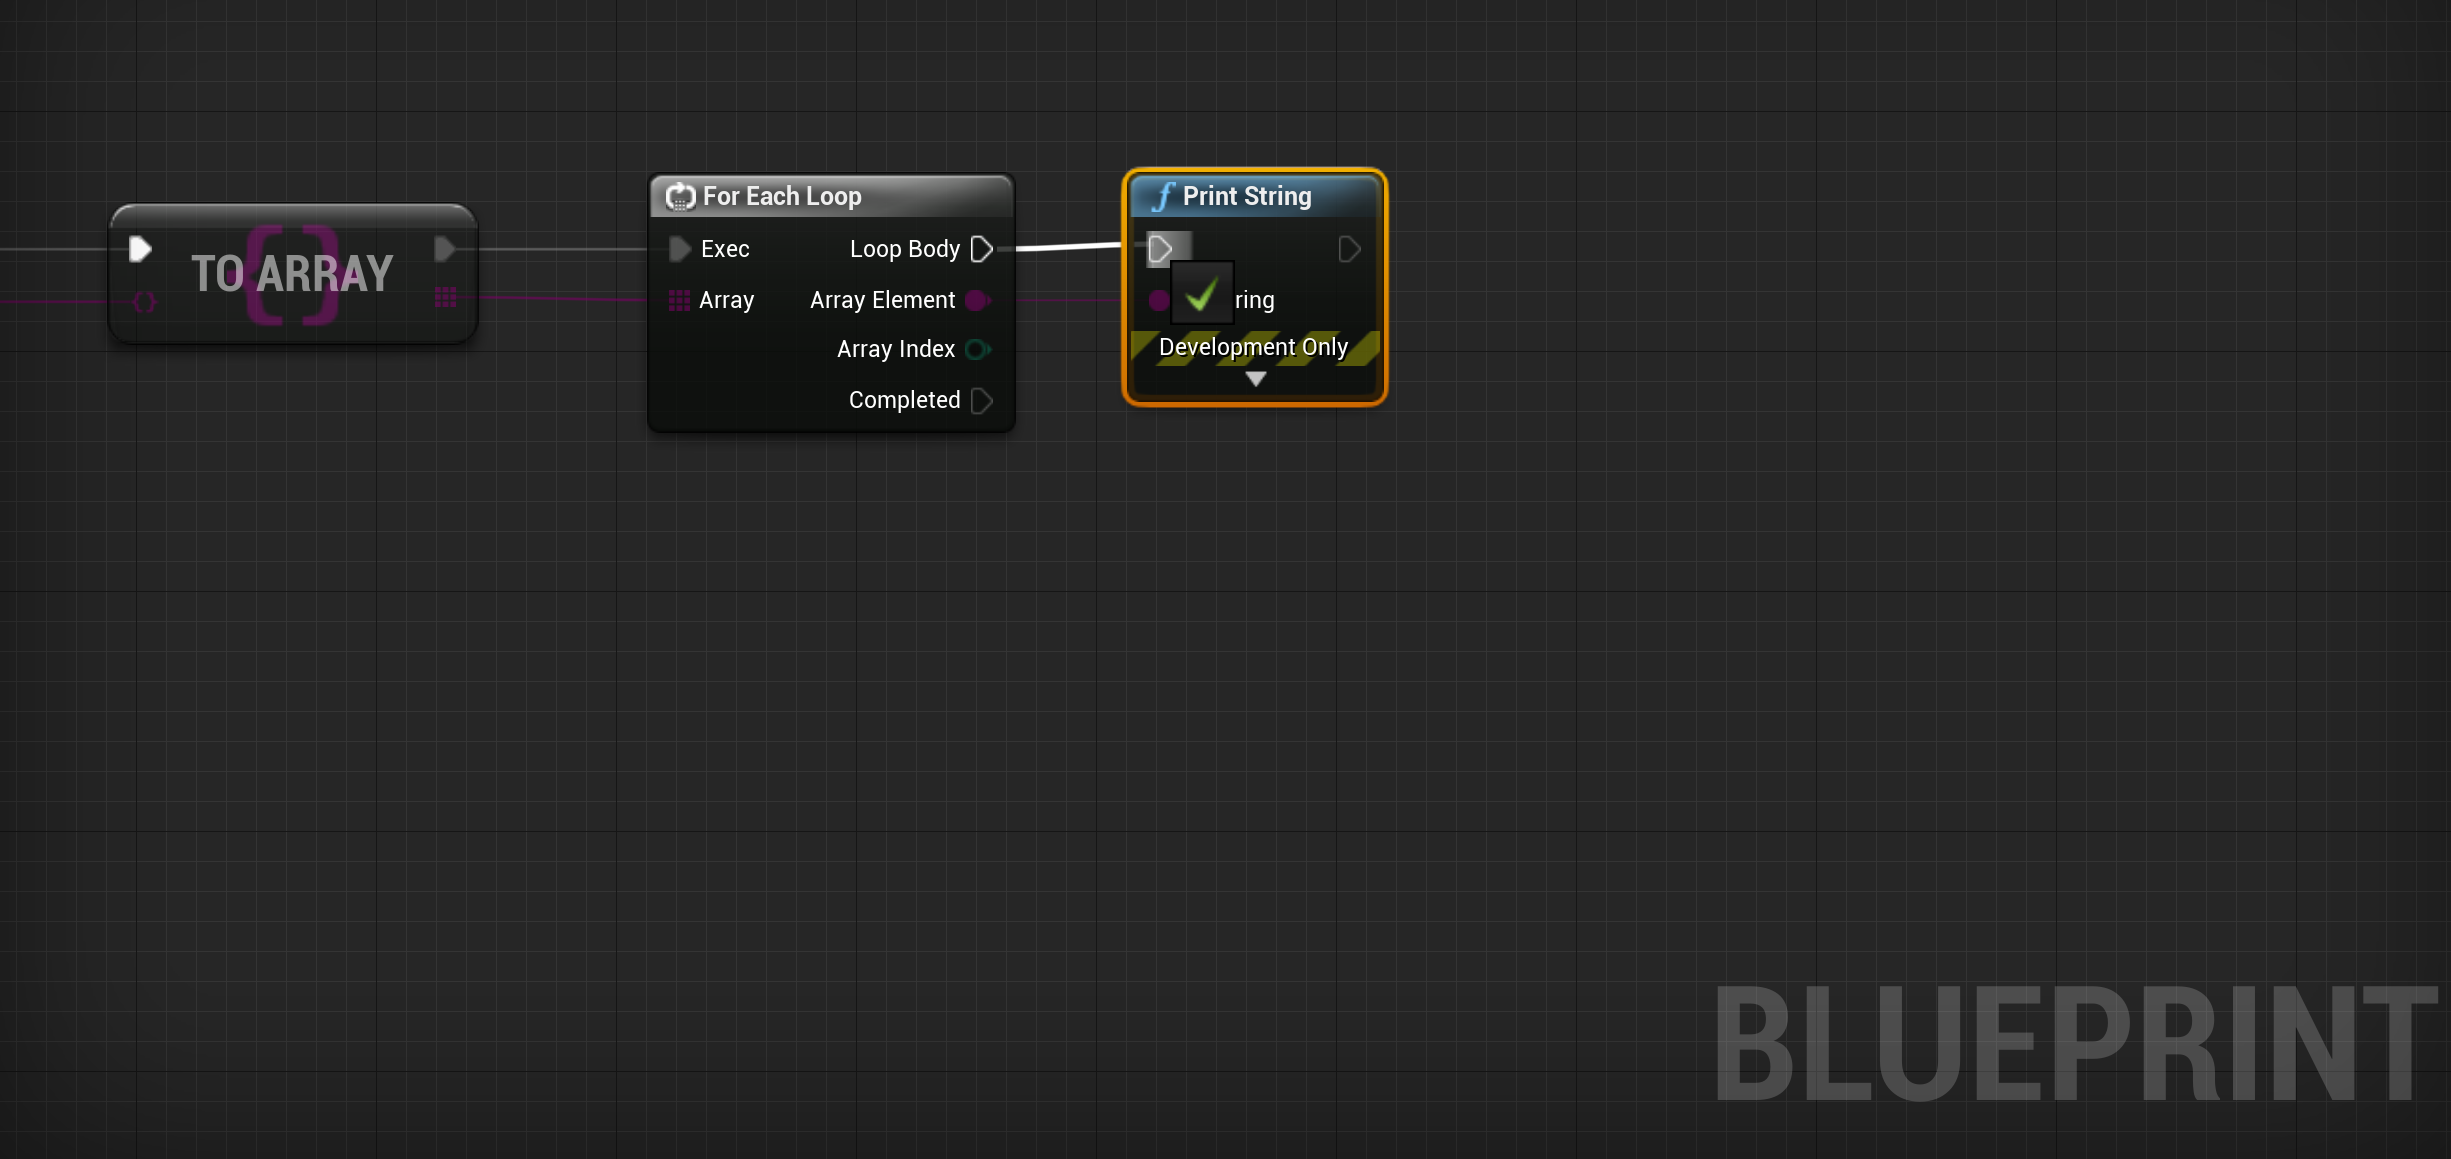 TO ARRAY
For Each Loop
Exec
Loop Body
Array
Array Element
Array Index
Completed
Print String
ring
Development Only
BLUEPRINT